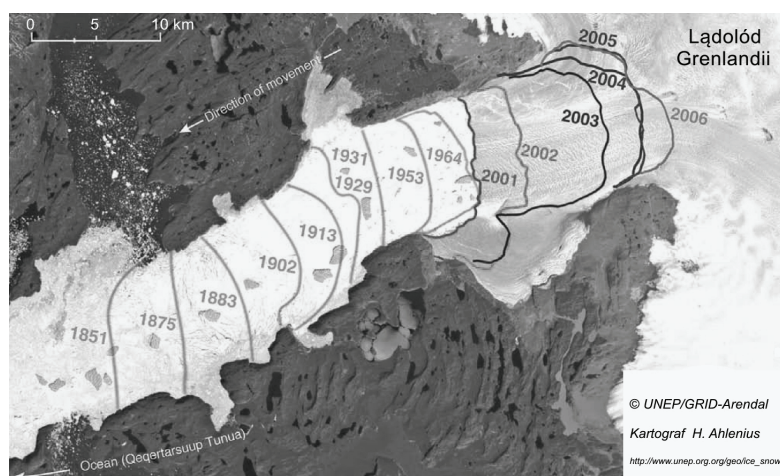 0 5 10 km
Direction of movement
Lądolód
Grenlandii
2005
2004
2006
2003
2002
2001
1964
1953
1931
1929
1913
1902
1883
1875
1851
Ocean (Qeqertarsuup Tunua)
© UNEP/GRID-Arendal
Kartograf H. Ahlenius
http://www.unep.org.org/geo/ice_snow